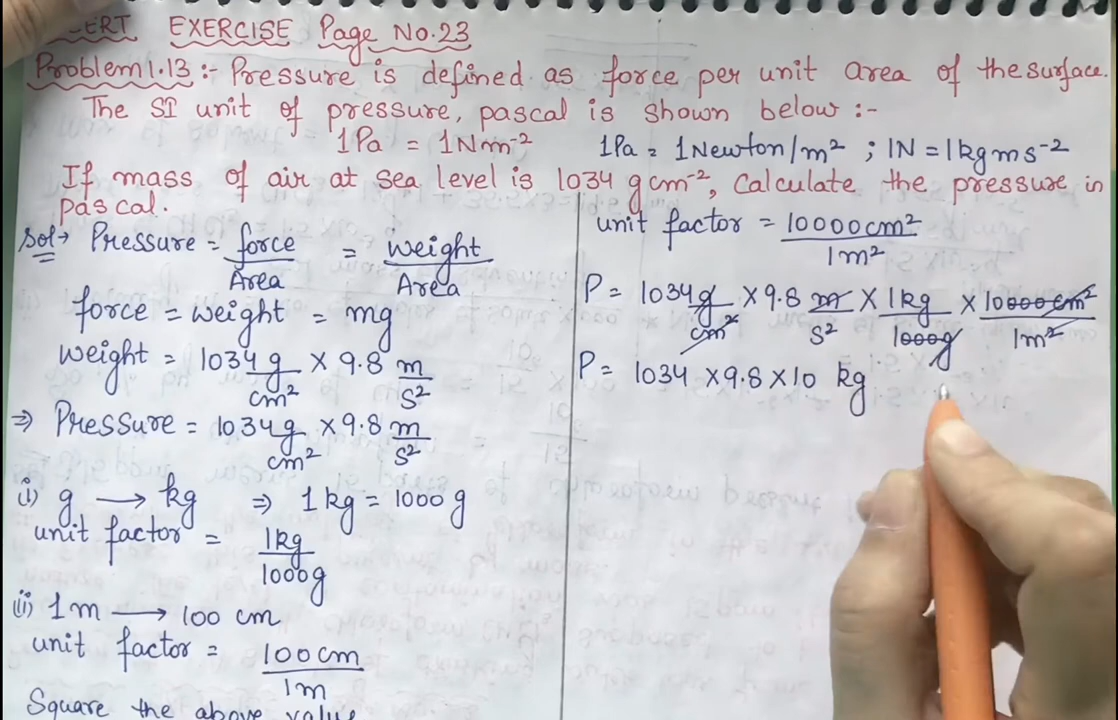 EXERCISE Page No.23
Problem 1.13 :- Pressure is defined as force per unit area of the surface.
The SI unit of pressure, pascal is shown below :-
1Pa = 1Nm⁻² 1Pa = 1Newton/m² ; 1N = 1kgms⁻²
If mass of air at sea level is 1034 g cm⁻², Calculate the pressure in
pascal.
Sol→ Pressure = force/Area = weight/Area
force = weight = mg
Weight = 1034 g/cm² × 9.8 m/s²
⇒ Pressure = 1034 g/cm² × 9.8 m/s²
(i) g → kg ⇒ 1 kg = 1000 g
unit factor = 1kg/1000g
(ii) 1m → 100 cm
unit factor = 100cm/1m
Square the above value
unit factor = 10000cm²/1m²
P = 1034 g/cm² × 9.8 m/s² × 1kg/1000g × 10000cm²/1m²
P = 1034 × 9.8 × 10 kg